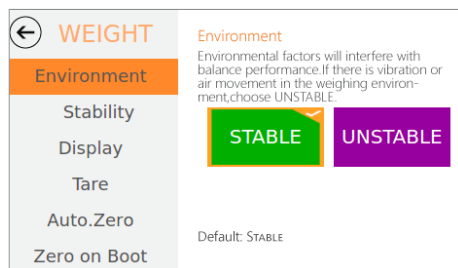 WEIGHT
Environment
Stability
Display
Tare
Auto.Zero
Zero on Boot
Environment
Environmental factors will interfere with
balance performance.If there is vibration or
air movement in the weighing environ-
ment,choose UNSTABLE.
STABLE UNSTABLE
Default: STABLE